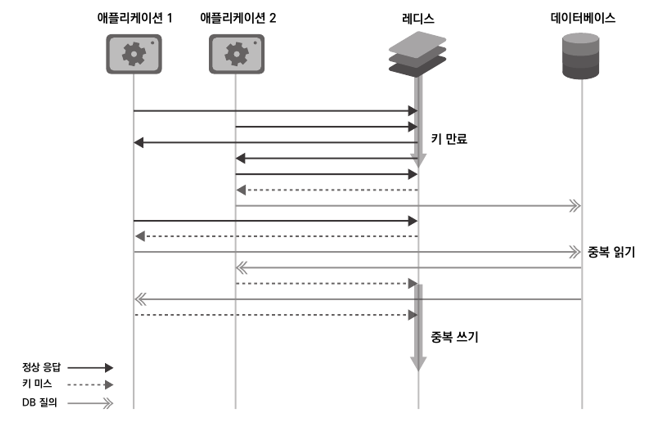 애플리케이션 1
애플리케이션 2
레디스
데이터베이스
키 만료
중복 읽기
중복 쓰기
정상 응답
키 미스
DB 질의